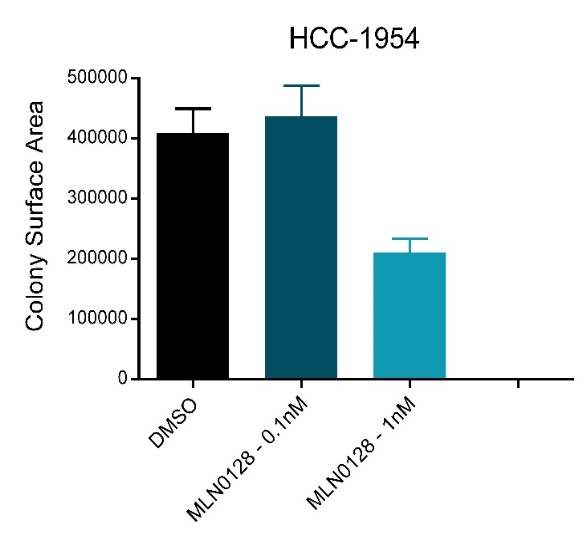 HCC-1954
Colony Surface Area
500000
400000
300000
200000
100000
0
DMSO
MLN0128 - 0.1nM
MLN0128 - 1nM